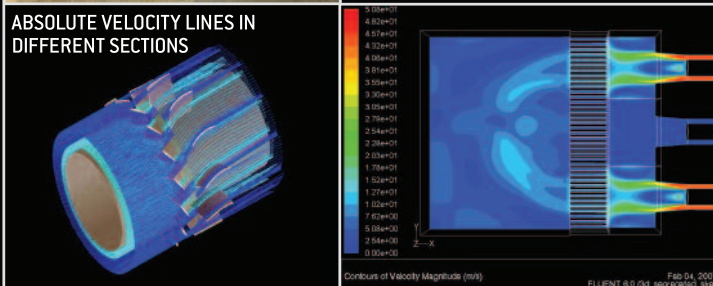 ABSOLUTE VELOCITY LINES IN
DIFFERENT SECTIONS
5.08e+01
4.82e+01
4.57e+01
4.32e+01
4.06e+01
3.81e+01
3.55e+01
3.30e+01
3.05e+01
2.79e+01
2.54e+01
2.28e+01
2.03e+01
1.78e+01
1.52e+01
1.27e+01
1.02e+01
7.62e+00
5.08e+00
2.54e+00
0.00e+00
Y
Z X
Contours of Velocity Magnitude (m/s)
Feb 04, 200
FLUENT 6.0 (3d, segregated, ske